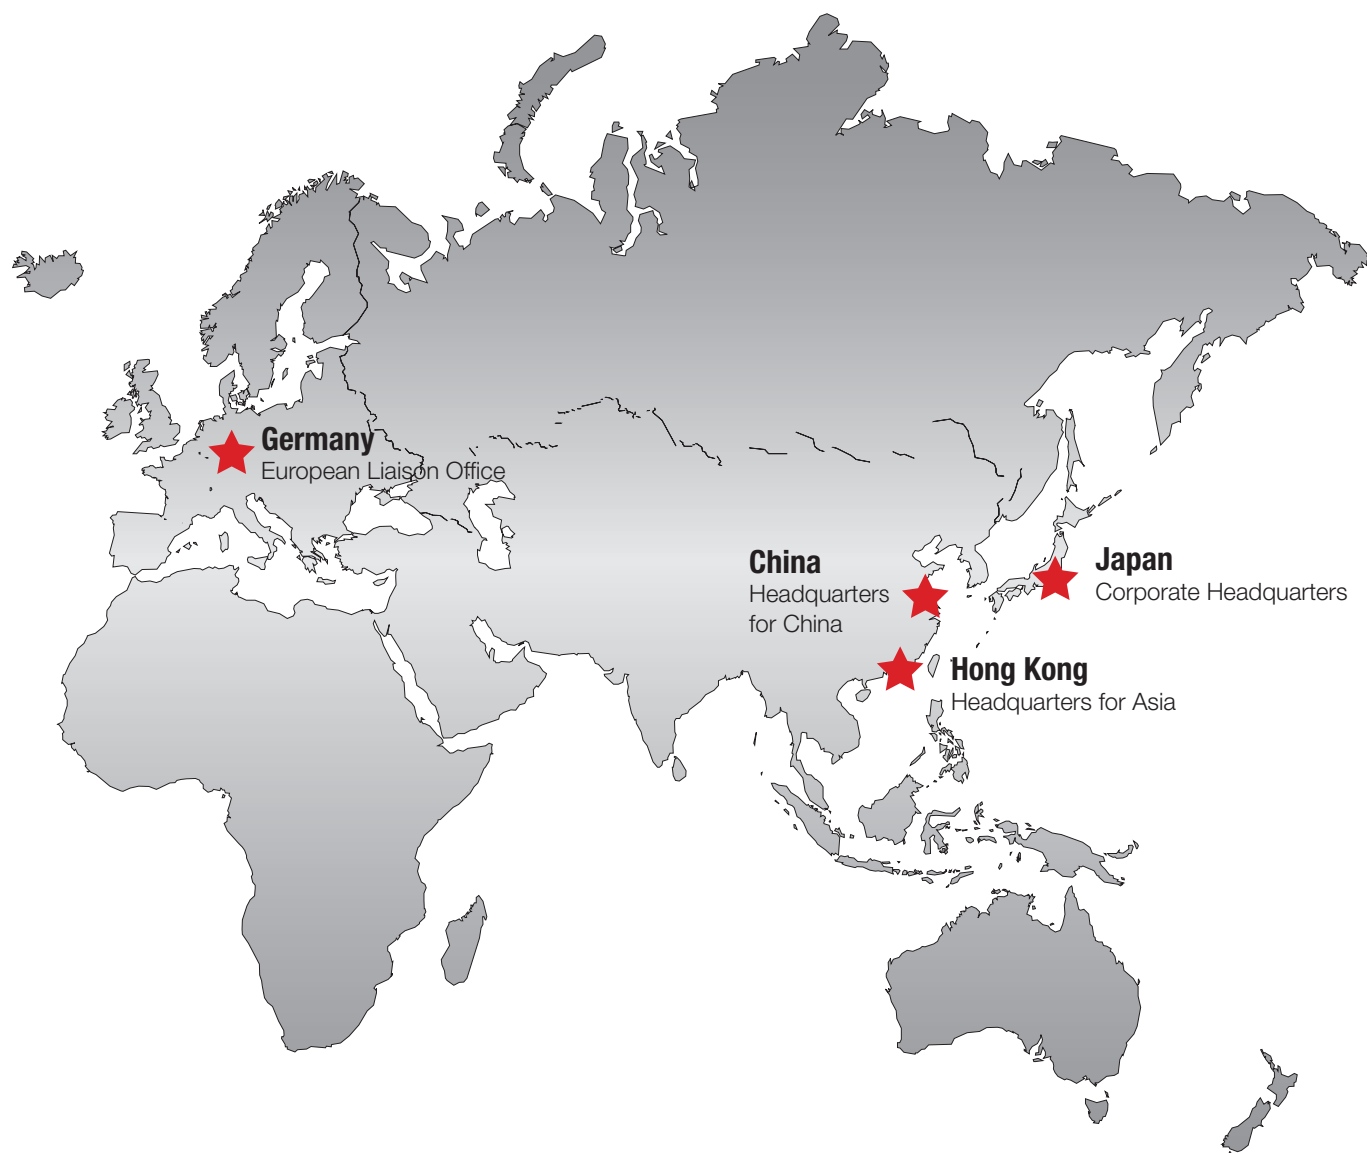 Germany
European Liaison Office
China
Headquarters
for China
Japan
Corporate Headquarters
Hong Kong
Headquarters for Asia